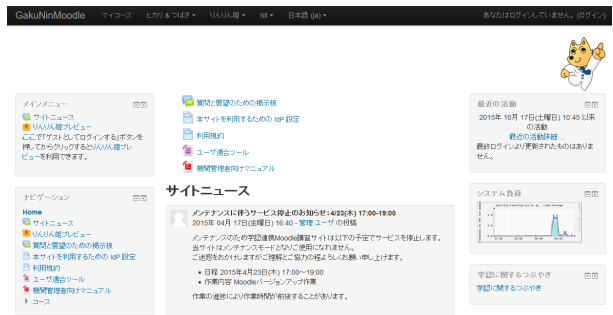 GakuNinMoodle マイコース ヒカリ&つばさ りんりん姫 NII 日本語 (ja) あなたはログインしていません。(ログイン)
メインメニュー
サイトニュース
りんりん姫プレビュー
ここで「ゲストとしてログインする」ボタンを
押してからクリックするとりんりん姫プレ
ビューを利用できます。
ナビゲーション
Home
サイトニュース
りんりん姫プレビュー
質問と要望のための掲示板
本サイトを利用するための IdP 設定
利用規約
ユーザ適合ツール
機関管理者向けマニュアル
コース
質問と要望のための掲示板
本サイトを利用するための IdP 設定
利用規約
ユーザ適合ツール
機関管理者向けマニュアル
サイトニュース
メンテナンスに伴うサービス停止のお知らせ : 4/23(木) 17:00-19:00
2015年 04月 17日(金曜日) 16:40 - 管理 ユーザ の投稿
メンテナンスのため学認連携Moodle講習サイトは以下の予定でサービスを停止します。
当サイトはメンテナンスモードとなりご使用になれません。
ご迷惑をおかけしますがご理解とご協力の程よろしくお願い申し上げます。
• 日程 2015年4月23日(木) 17:00〜19:00
• 作業内容 Moodleバージョンアップ作業
作業の進捗により作業時間が前後することがあります。
最近の活動
2015年 10月 17日(土曜日) 10:45 以来
の活動
最近の活動詳細 ...
最終ログインより更新されたものはありま
せん。
システム負荷
学認に関するつぶやき
学認に関するつぶやき